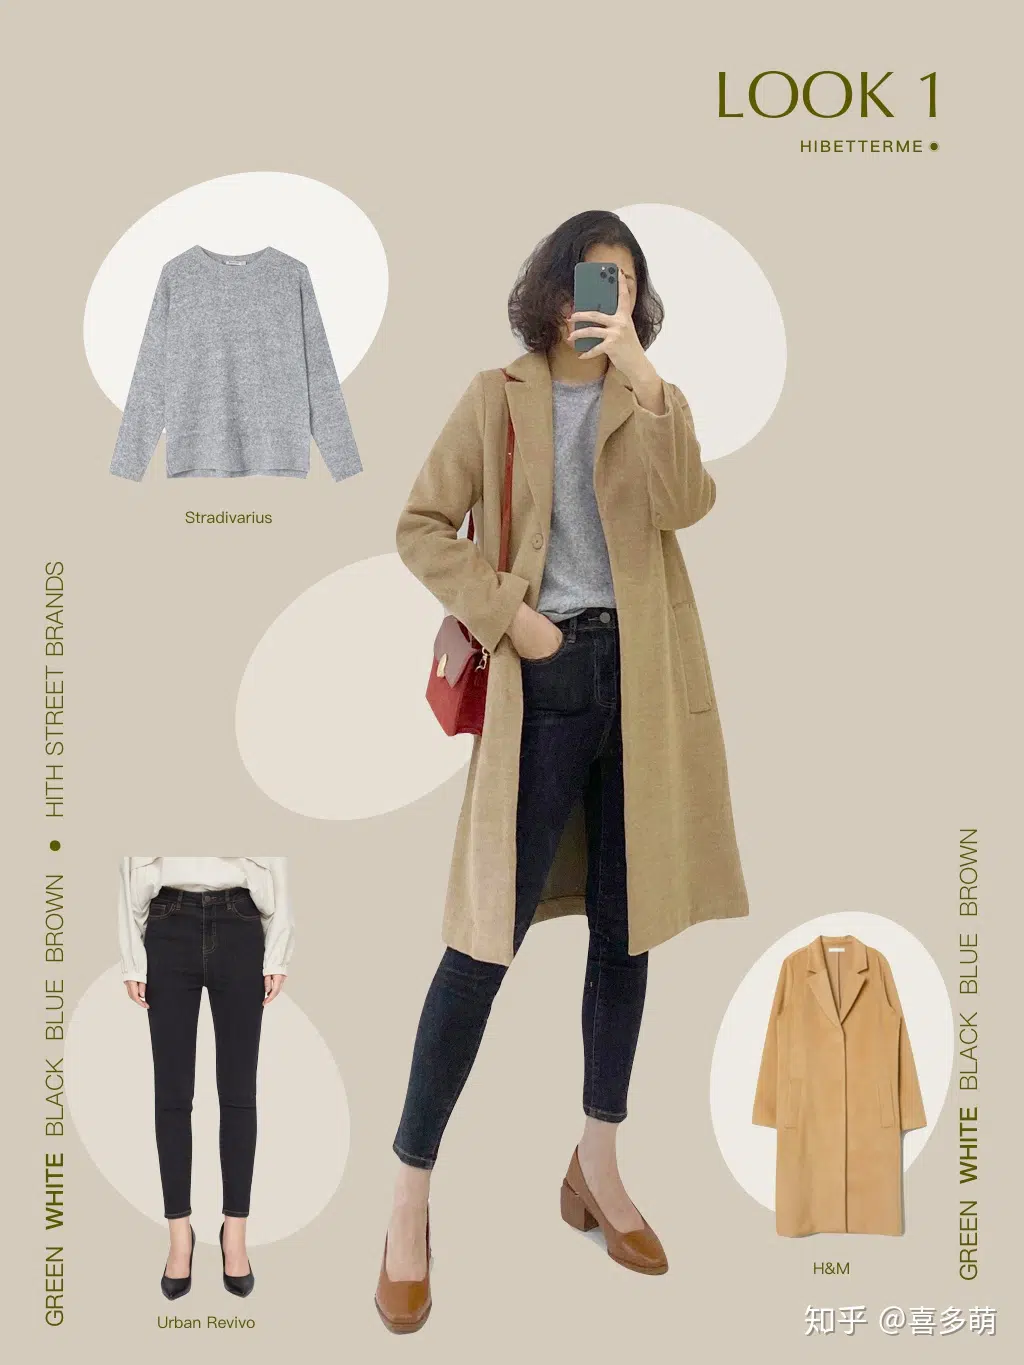 LOOK 1
HIBETTERME
Stradivarius
GREEN WHITE BLACK BLUE BROWN • HITH STREET BRANDS
Urban Revivo
GREEN WHITE BLACK BLUE BROWN
H&M
知乎 @喜多萌